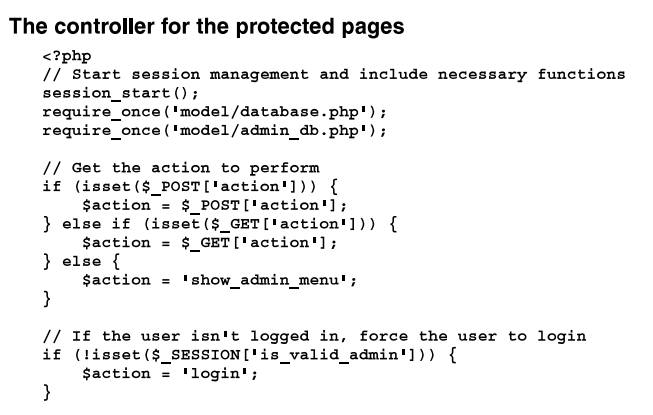 The controller for the protected pages
<?php
// Start session management and include necessary functions
session_start();
require_once('model/database.php');
require_once('model/admin_db.php');
// Get the action to perform
if (isset($_POST['action'])) {
    $action = $_POST['action'];
} else if (isset($_GET['action'])) {
    $action = $_GET['action'];
} else {
    $action = 'show_admin_menu';
}
// If the user isn't logged in, force the user to login
if (!isset($_SESSION['is_valid_admin'])) {
    $action = 'login';
}